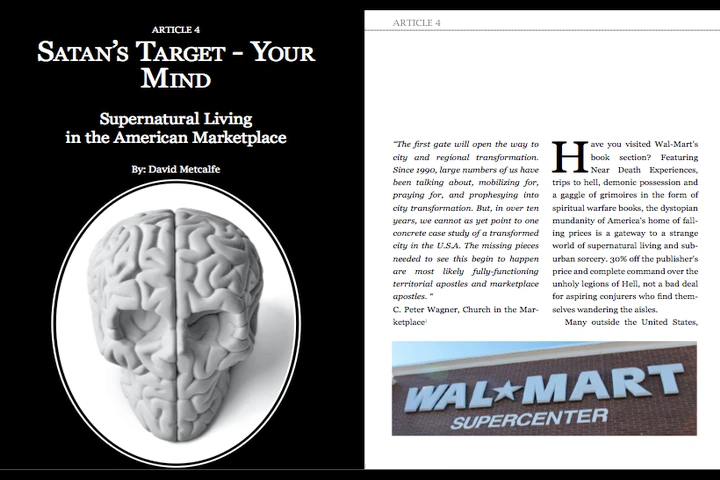 ARTICLE 4
SATAN'S TARGET - YOUR
MIND
Supernatural Living
in the American Marketplace
By: David Metcalfe
ARTICLE 4
"The first gate will open the way to
city and regional transformation.
Since 1990, large numbers of us have
been talking about, mobilizing for,
praying for, and prophesying into
city transformation. But, in over ten
years, we cannot as yet point to one
concrete case study of a transformed
city in the U.S.A. The missing pieces
needed to see this begin to happen
are most likely fully-functioning
territorial apostles and marketplace
apostles. "
C. Peter Wagner, Church in the Mar-
ketplace¹
Have you visited Wal-Mart's
book section? Featuring
Near Death Experiences,
trips to hell, demonic possession and
a gaggle of grimoires in the form of
spiritual warfare books, the dystopian
mundanity of America's home of fall-
ing prices is a gateway to a strange
world of supernatural living and sub-
urban sorcery. 30% off the publisher's
price and complete command over the
unholy legions of Hell, not a bad deal
for aspiring conjurers who find them-
selves wandering the aisles.
Many outside the United States,
WAL★MART
SUPERCENTER